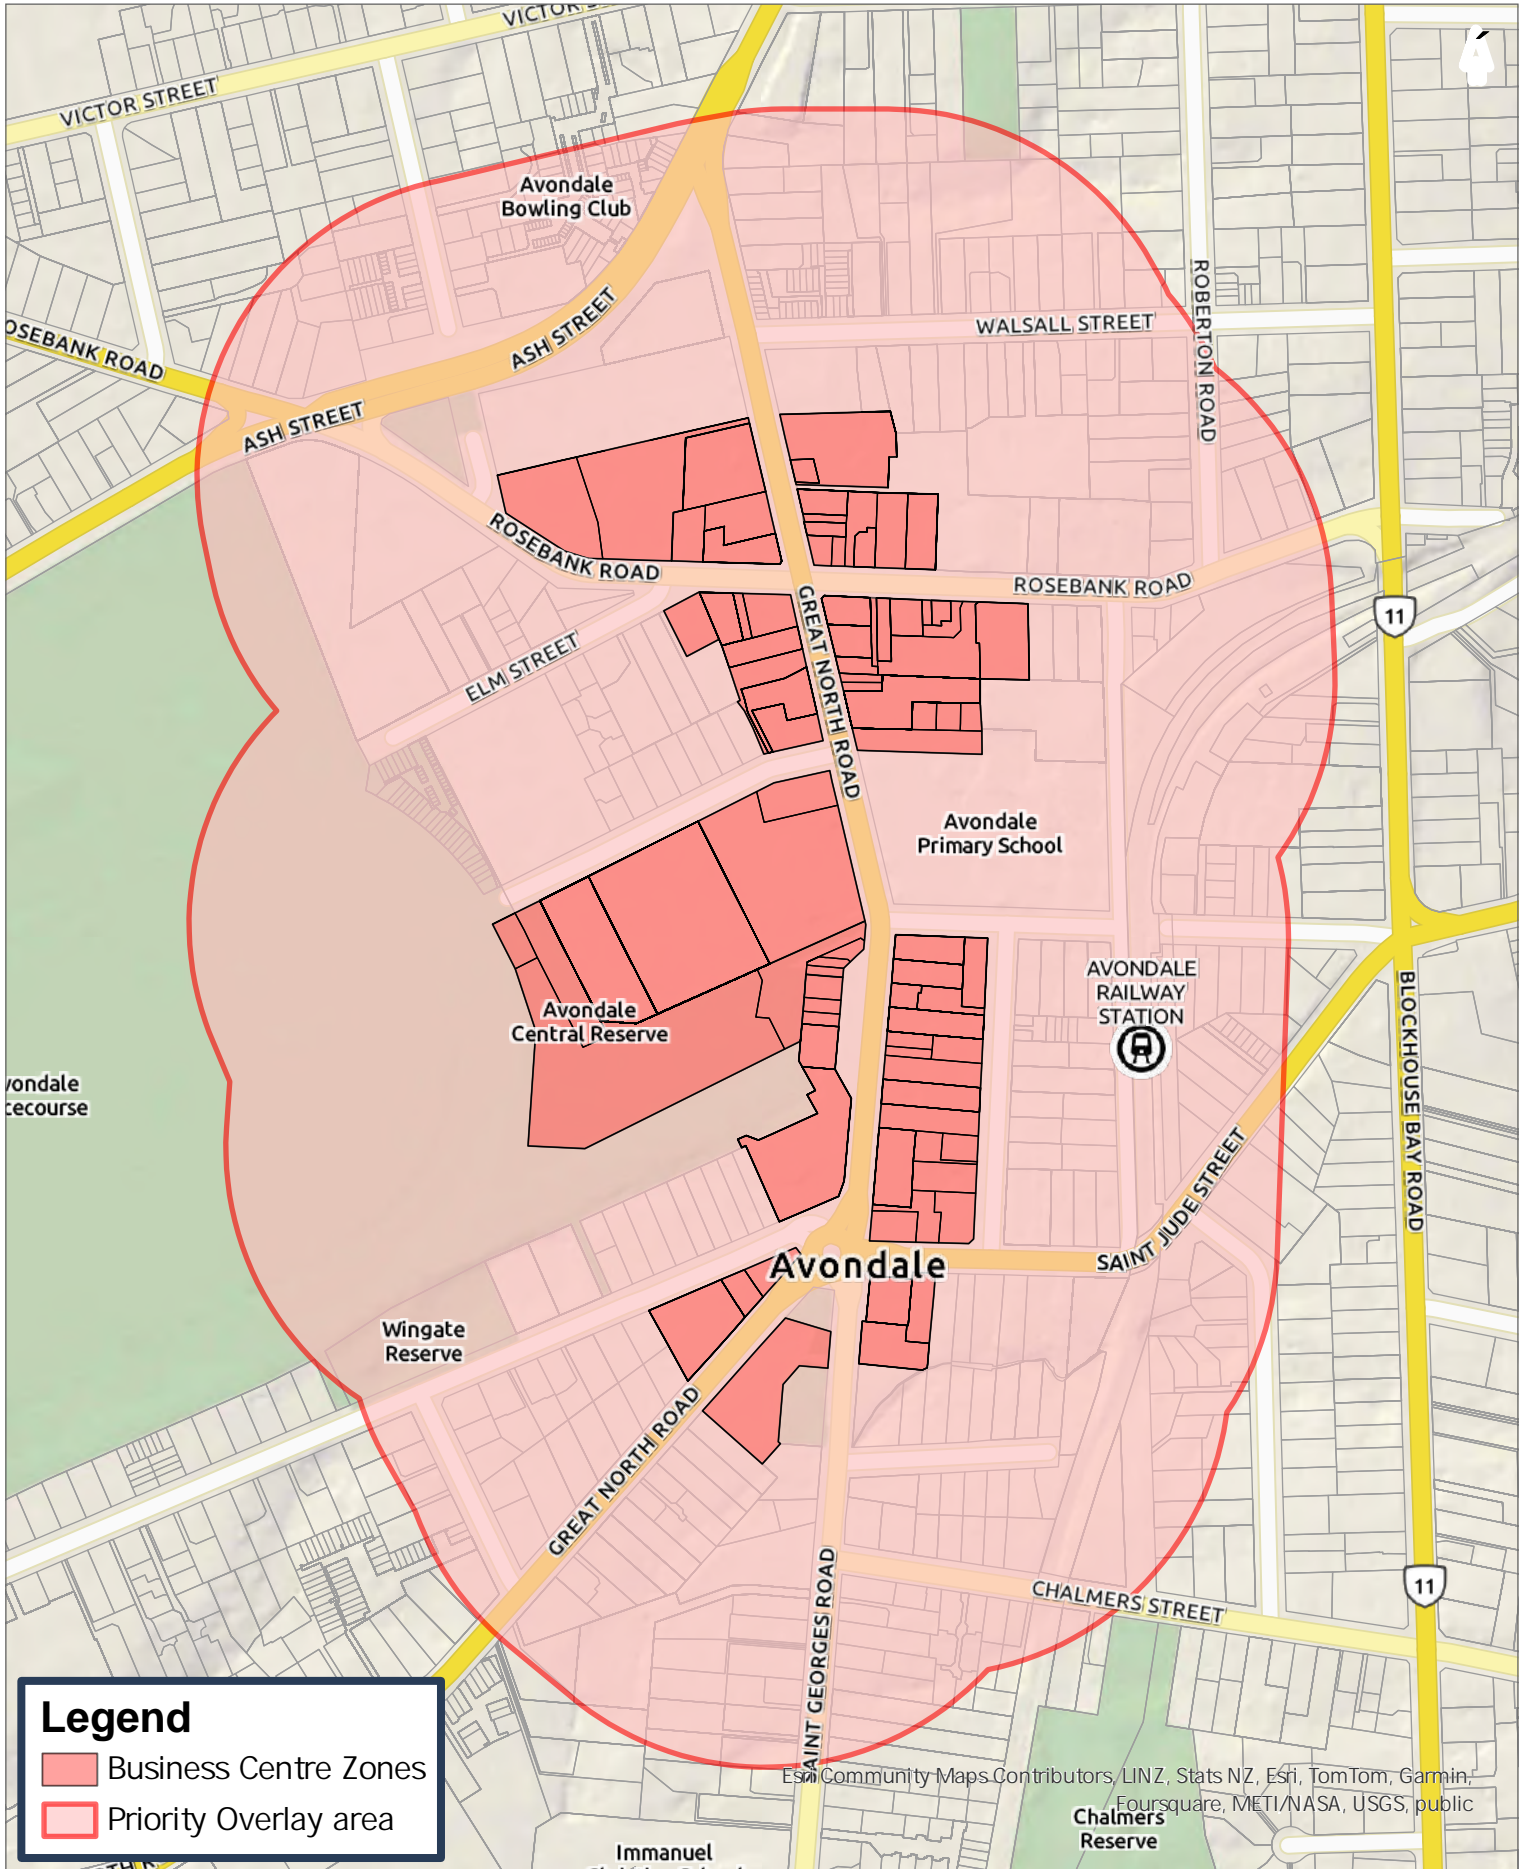 VICTOR STREET
VICTOR
Avondale
Bowling Club
ROBERTON ROAD
WALSALL STREET
ASH STREET
OSEBANK ROAD
ASH STREET
ROSEBANK ROAD
ROSEBANK ROAD
11
GREAT NORTH ROAD
ELM STREET
Avondale
Primary School
AVONDALE
RAILWAY
STATION
Avondale
Central Reserve
BLOCKHOUSE BAY ROAD
vondale
cecourse
SAINT JUDE STREET
Avondale
Wingate
Reserve
GREAT NORTH ROAD
11
CHALMERS STREET
AINT GEORGES ROAD
Legend
Business Centre Zones
Priority Overlay area
Esri Community Maps Contributors, LINZ, Stats NZ, Esri, TomTom, Garmin,
Foursquare, METI/NASA, USGS, public
Chalmers
Reserve
Immanuel